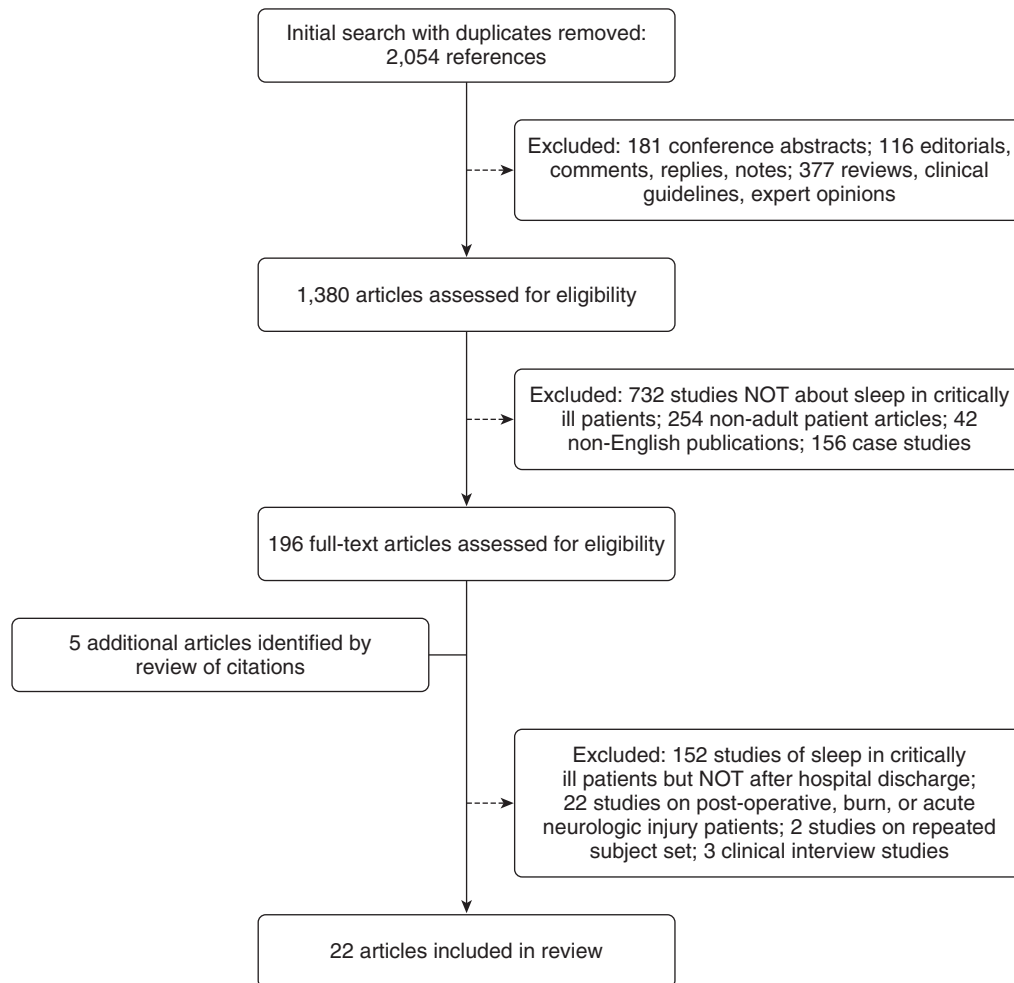 Initial search with duplicates removed:
2,054 references
Excluded: 181 conference abstracts; 116 editorials,
comments, replies, notes; 377 reviews, clinical
guidelines, expert opinions
1,380 articles assessed for eligibility
Excluded: 732 studies NOT about sleep in critically
ill patients; 254 non-adult patient articles; 42
non-English publications; 156 case studies
196 full-text articles assessed for eligibility
5 additional articles identified by
review of citations
Excluded: 152 studies of sleep in critically
ill patients but NOT after hospital discharge;
22 studies on post-operative, burn, or acute
neurologic injury patients; 2 studies on repeated
subject set; 3 clinical interview studies
22 articles included in review